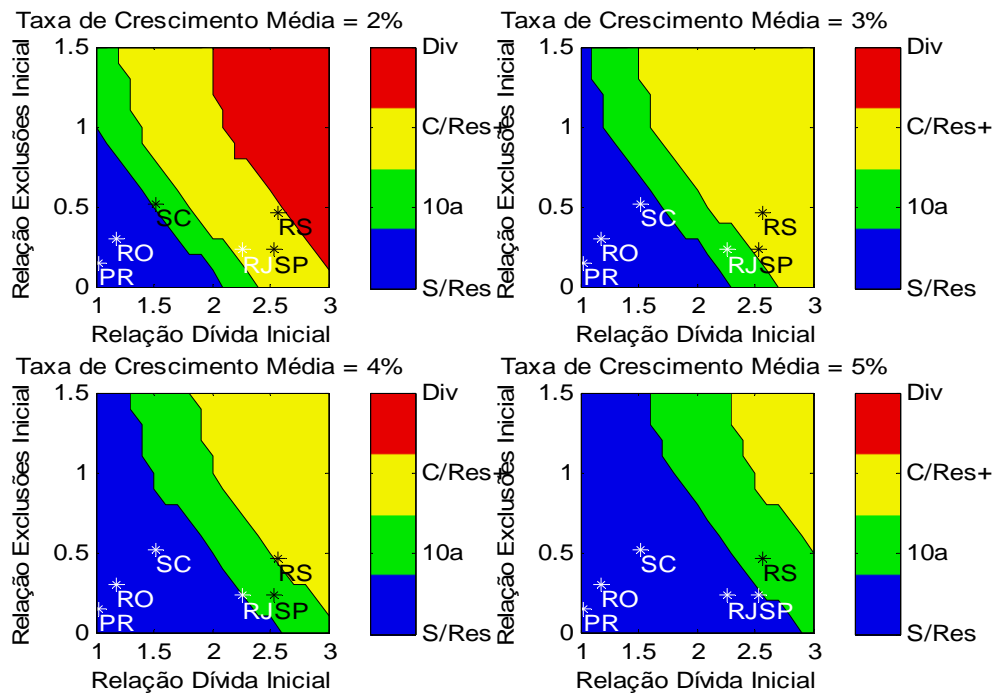 Taxa de Crescimento Média = 2%
Relação Exclusões Inicial
1.5
1
0.5
0
SC
RO
PR
RS
RJ
SP
1
1.5
2
2.5
3
Relação Dívida Inicial
Div
C/Res+
10a
S/Res
Taxa de Crescimento Média = 3%
Relação Exclusões Inicial
1.5
1
0.5
0
SC
RO
PR
RS
RJ
SP
1
1.5
2
2.5
3
Relação Dívida Inicial
Div
C/Res+
10a
S/Res
Taxa de Crescimento Média = 4%
Relação Exclusões Inicial
1.5
1
0.5
0
SC
RO
PR
RS
RJ
SP
1
1.5
2
2.5
3
Relação Dívida Inicial
Div
C/Res+
10a
S/Res
Taxa de Crescimento Média = 5%
Relação Exclusões Inicial
1.5
1
0.5
0
SC
RO
PR
RS
RJ
SP
1
1.5
2
2.5
3
Relação Dívida Inicial
Div
C/Res+
10a
S/Res